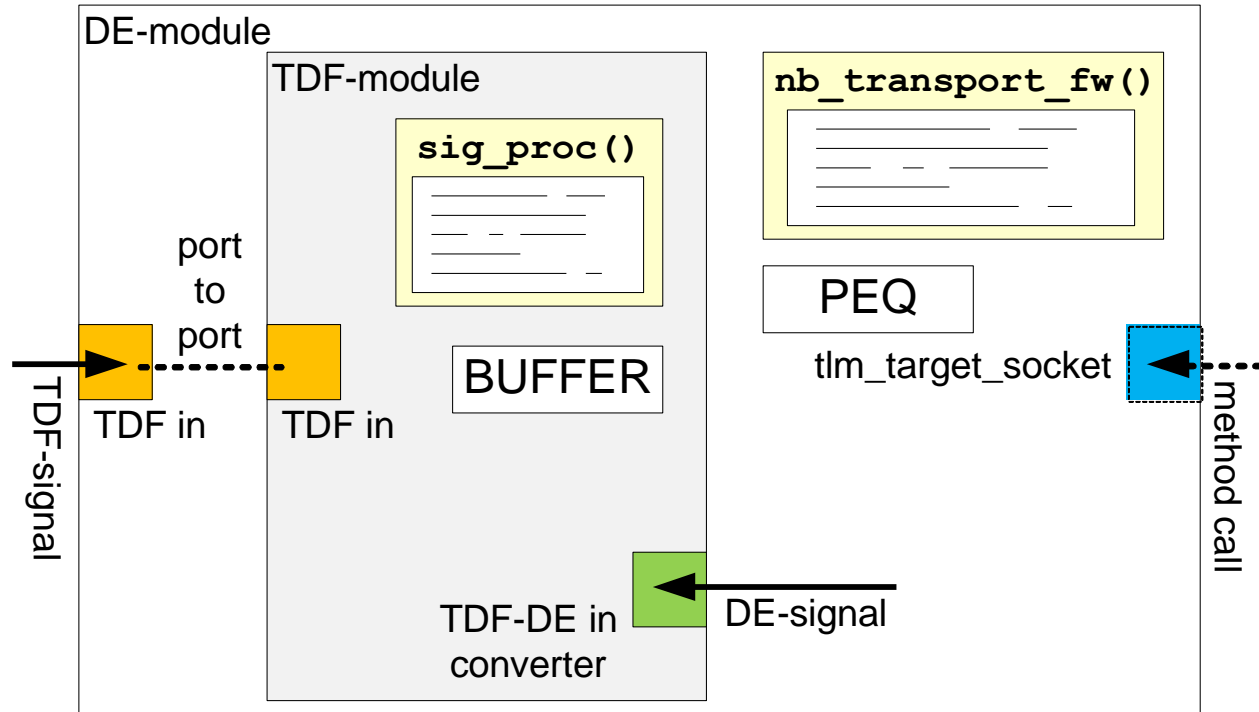 DE-module
TDF-module
nb_transport_fw()
sig_proc()
port
to
port
PEQ
BUFFER
tlm_target_socket
TDF in
TDF in
TDF-signal
method call
TDF-DE in
converter
DE-signal